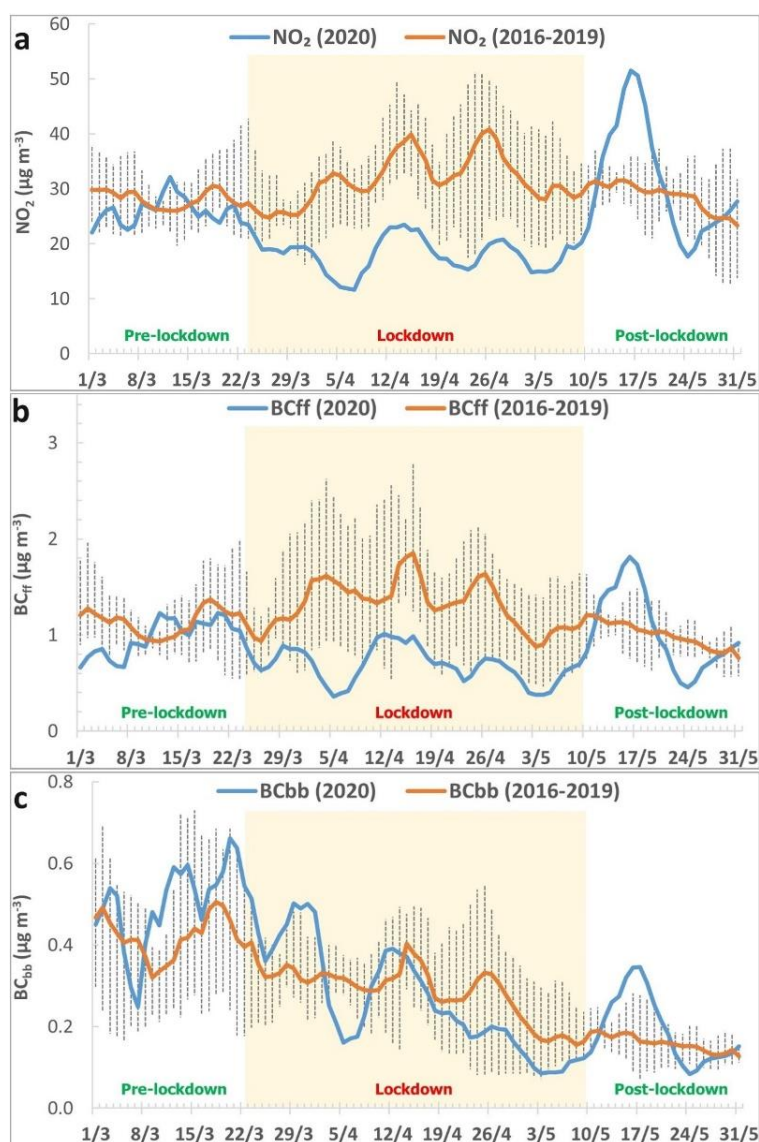 a
NO₂ (2020) NO₂ (2016-2019)
60
50
40
30
20
10
0
NO₂ (µg m⁻³)
Pre-lockdown Lockdown Post-lockdown
1/3 8/3 15/3 22/3 29/3 5/4 12/4 19/4 26/4 3/5 10/5 17/5 24/5 31/5
b
BCff (2020) BCff (2016-2019)
3
2
1
0
BCff (µg m⁻³)
Pre-lockdown Lockdown Post-lockdown
1/3 8/3 15/3 22/3 29/3 5/4 12/4 19/4 26/4 3/5 10/5 17/5 24/5 31/5
c
BCbb (2020) BCbb (2016-2019)
0.8
0.6
0.4
0.2
0.0
BCbb (µg m⁻³)
Pre-lockdown Lockdown Post-lockdown
1/3 8/3 15/3 22/3 29/3 5/4 12/4 19/4 26/4 3/5 10/5 17/5 24/5 31/5